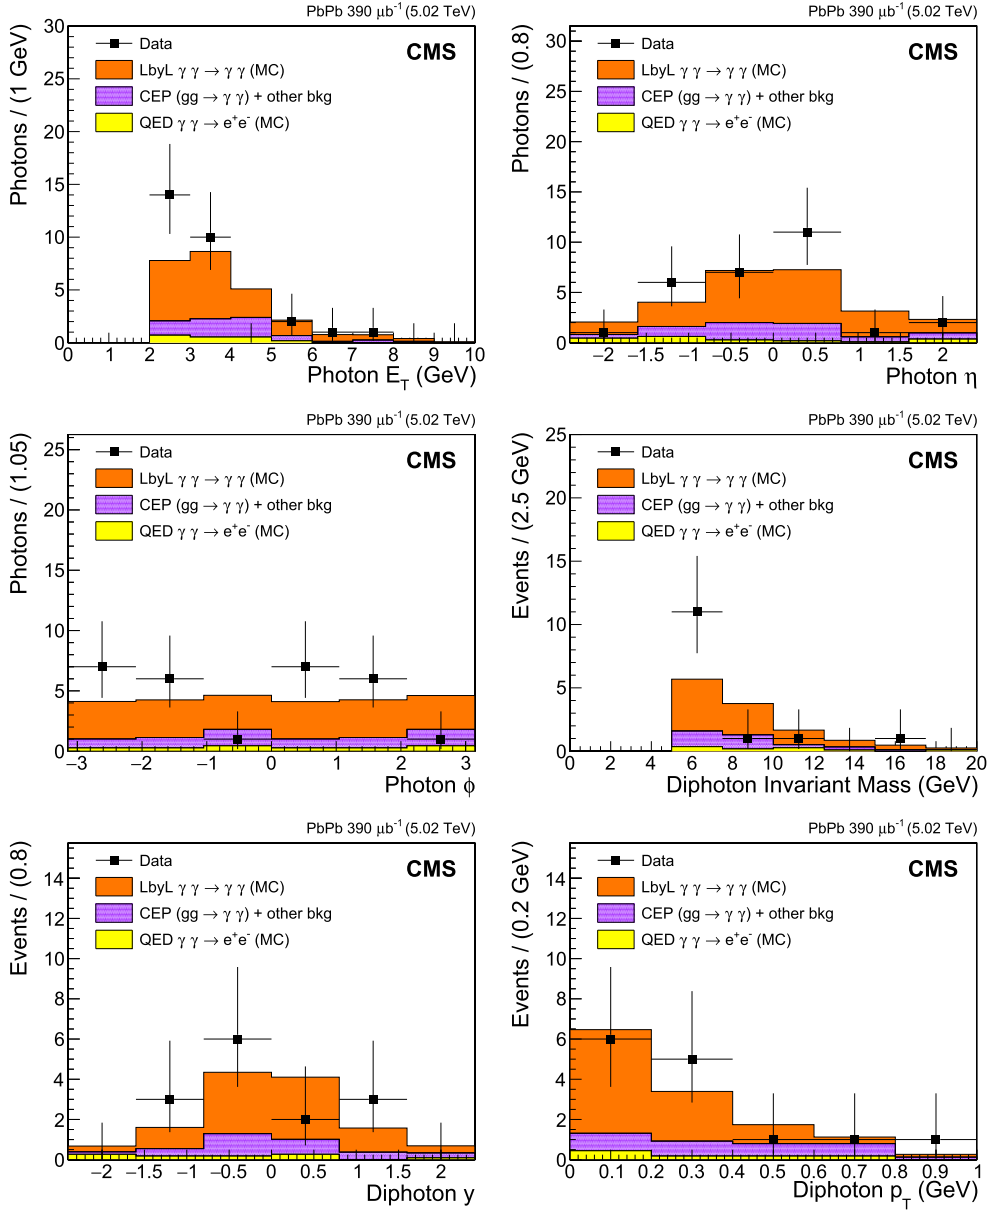 PbPb 390 μb⁻¹ (5.02 TeV)
CMS
Data
LbyL γ γ → γ γ (MC)
CEP (gg → γ γ) + other bkg
QED γ γ → e⁺e⁻ (MC)
Photons / (1 GeV)
30
25
20
15
10
5
0
0 1 2 3 4 5 6 7 8 9 10
Photon E_T (GeV)
PbPb 390 μb⁻¹ (5.02 TeV)
CMS
Data
LbyL γ γ → γ γ (MC)
CEP (gg → γ γ) + other bkg
QED γ γ → e⁺e⁻ (MC)
Photons / (0.8)
30
25
20
15
10
5
0
−2 −1.5 −1 −0.5 0 0.5 1 1.5 2
Photon η
PbPb 390 μb⁻¹ (5.02 TeV)
CMS
Data
LbyL γ γ → γ γ (MC)
CEP (gg → γ γ) + other bkg
QED γ γ → e⁺e⁻ (MC)
Photons / (1.05)
25
20
15
10
5
0
−3 −2 −1 0 1 2 3
Photon ϕ
PbPb 390 μb⁻¹ (5.02 TeV)
CMS
Data
LbyL γ γ → γ γ (MC)
CEP (gg → γ γ) + other bkg
QED γ γ → e⁺e⁻ (MC)
Events / (2.5 GeV)
25
20
15
10
5
0
0 2 4 6 8 10 12 14 16 18 20
Diphoton Invariant Mass (GeV)
PbPb 390 μb⁻¹ (5.02 TeV)
CMS
Data
LbyL γ γ → γ γ (MC)
CEP (gg → γ γ) + other bkg
QED γ γ → e⁺e⁻ (MC)
Events / (0.8)
14
12
10
8
6
4
2
0
−2 −1.5 −1 −0.5 0 0.5 1 1.5 2
Diphoton y
PbPb 390 μb⁻¹ (5.02 TeV)
CMS
Data
LbyL γ γ → γ γ (MC)
CEP (gg → γ γ) + other bkg
QED γ γ → e⁺e⁻ (MC)
Events / (0.2 GeV)
14
12
10
8
6
4
2
0
0 0.1 0.2 0.3 0.4 0.5 0.6 0.7 0.8 0.9 1
Diphoton p_T (GeV)